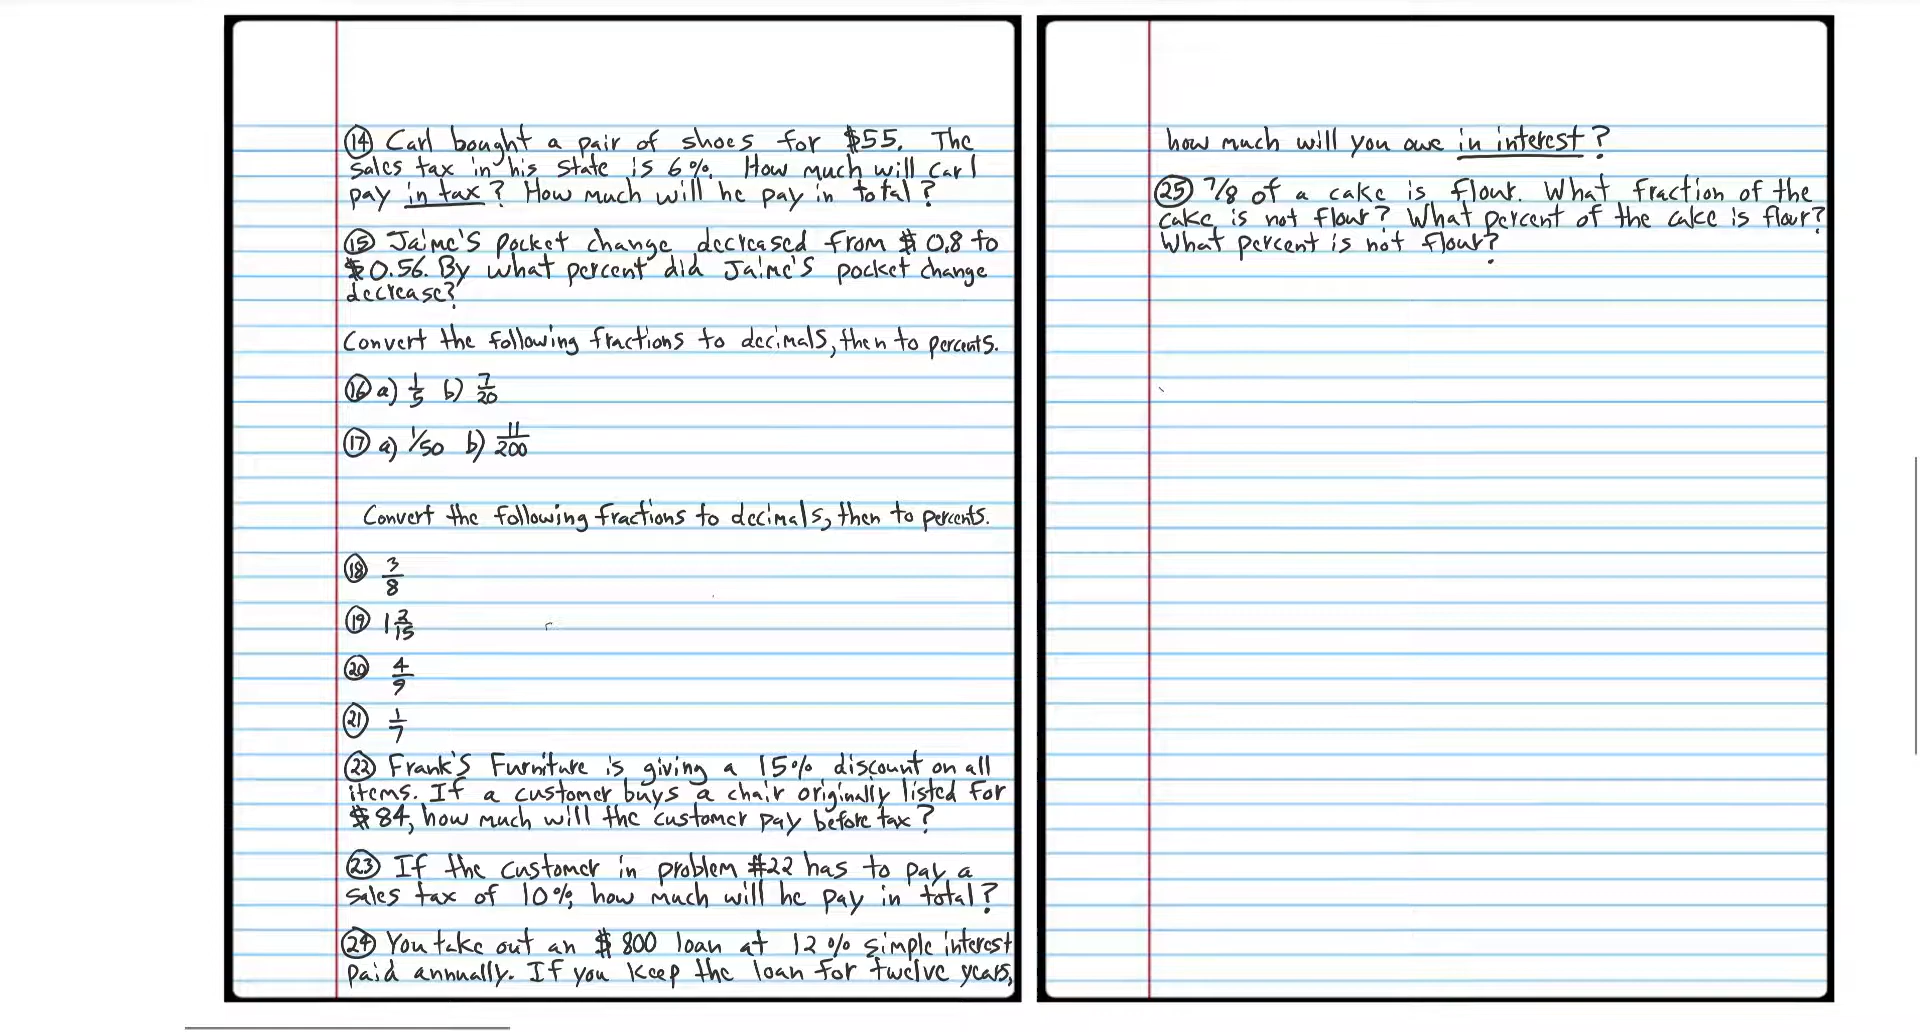 14 Carl bought a pair of shoes for $55. The
sales tax in his state is 6%. How much will Carl
pay in tax? How much will he pay in total?
15 Jaime's pocket change decreased from $0.8 to
$0.56. By what percent did Jaime's pocket change
decrease?
Convert the following fractions to decimals, then to percents.
16 a) 1/5 b) 7/20
17 a) 1/50 b) 11/200
Convert the following fractions to decimals, then to percents.
18 3/8
19 1 2/15
20 4/9
21 1/7
22 Frank's Furniture is giving a 15% discount on all
items. If a customer buys a chair originally listed for
$84, how much will the customer pay before tax?
23 If the customer in problem #22 has to pay a
sales tax of 10%, how much will he pay in total?
24 You take out an $800 loan at 12% simple interest
paid annually. If you keep the loan for twelve years,
how much will you owe in interest?
25 7/8 of a cake is flour. What fraction of the
cake is not flour? What percent of the cake is flour?
What percent is not flour?